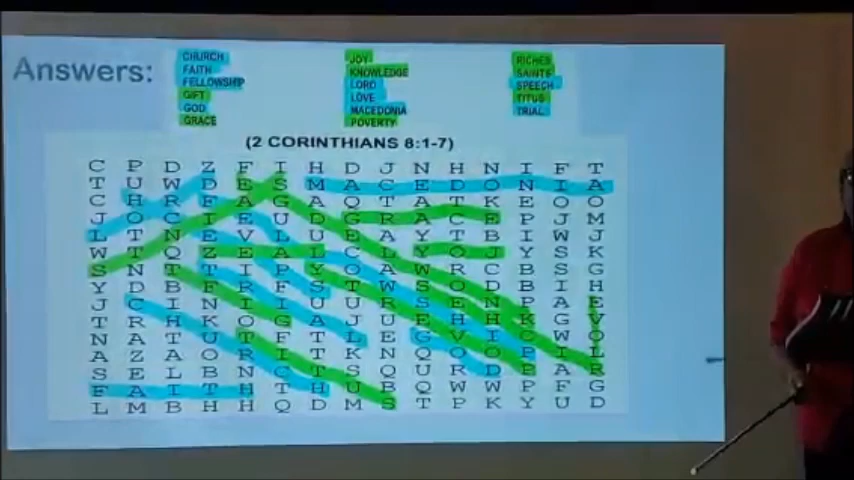 Answers:
CHURCH
FAITH
FELLOWSHIP
GIFT
GOD
GRACE
JOY
KNOWLEDGE
LORD
LOVE
MACEDONIA
POVERTY
RICHES
SAINTS
SPEECH
TITUS
TRIAL
(2 CORINTHIANS 8:1-7)
C P D Z F I H D J N H N I F T
T U W D E S M A C E D O N I A
C H R F A G A Q T A T K E O O
J O C I E U D G R A C E P J M
L T N E V L U E A Y T B I W J
W T Q Z E A L C L Y O J Y S K
S N T T I P Y O A W R C B S G
Y D B F R F S T W S O D B I H
J C I N I I U U R S E N P A E
T R H K O G A J U E H H K G V
N A T U T F T L E G V I C W O
A Z A O R I T K N Q O O P I L
S E L B N C T S Q U R D E A R
F A I T H T H U B Q W W P F G
L M B H H Q D M S T P K Y U D